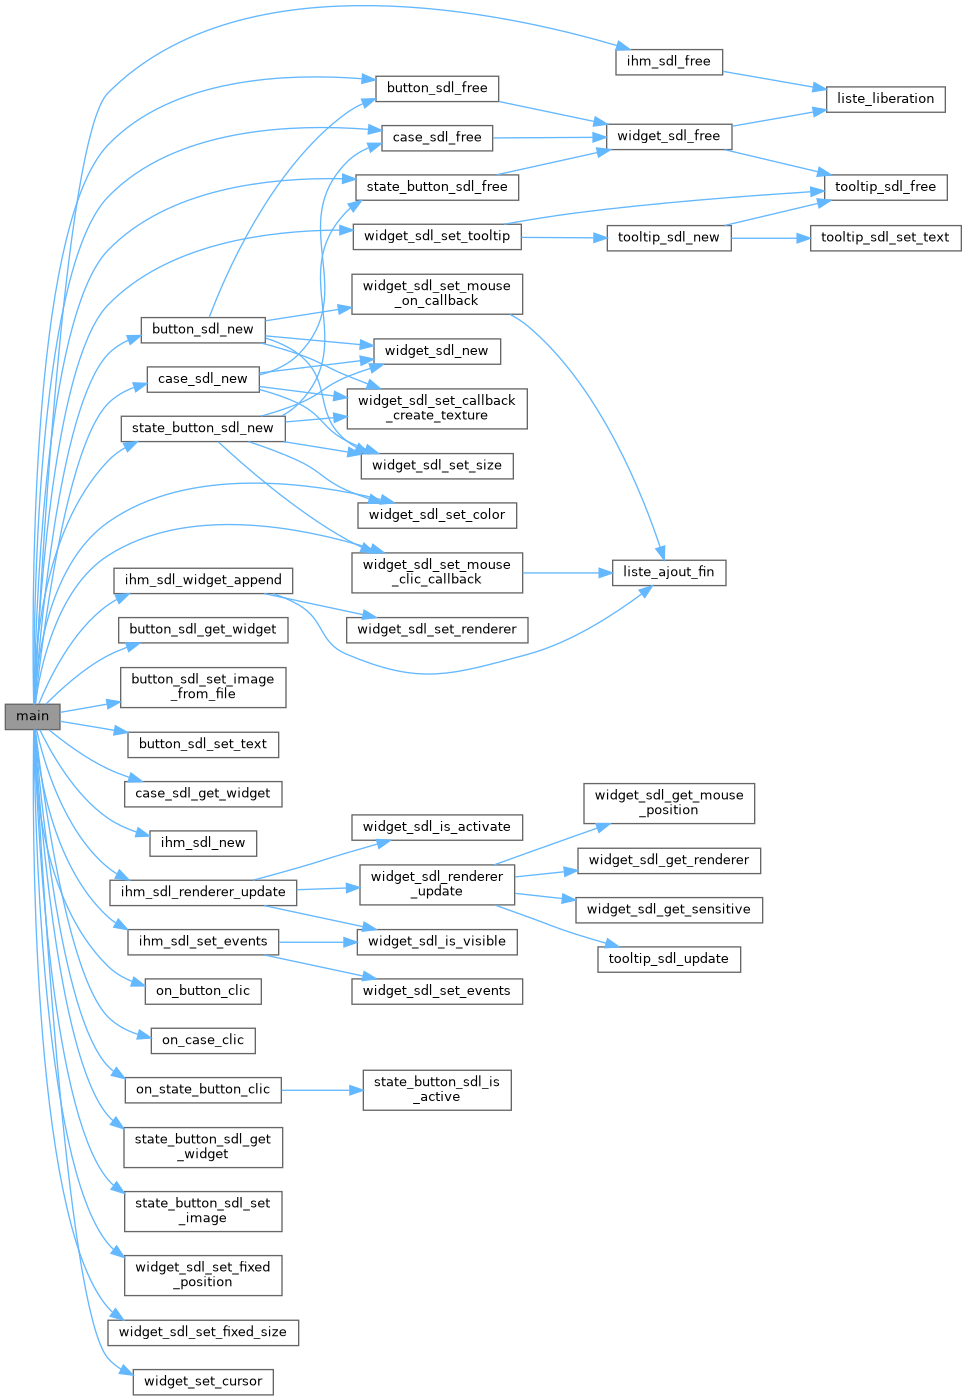 ihm_sdl_free
button_sdl_free
liste_liberation
case_sdl_free
widget_sdl_free
state_button_sdl_free
tooltip_sdl_free
widget_sdl_set_tooltip
tooltip_sdl_new
tooltip_sdl_set_text
widget_sdl_set_mouse
_on_callback
button_sdl_new
widget_sdl_new
case_sdl_new
widget_sdl_set_callback
_create_texture
state_button_sdl_new
widget_sdl_set_size
widget_sdl_set_color
widget_sdl_set_mouse
_clic_callback
liste_ajout_fin
ihm_sdl_widget_append
button_sdl_get_widget
widget_sdl_set_renderer
button_sdl_set_image
_from_file
main
button_sdl_set_text
case_sdl_get_widget
widget_sdl_get_mouse
_position
widget_sdl_is_activate
ihm_sdl_new
widget_sdl_get_renderer
widget_sdl_renderer
_update
ihm_sdl_renderer_update
widget_sdl_get_sensitive
ihm_sdl_set_events
widget_sdl_is_visible
tooltip_sdl_update
on_button_clic
widget_sdl_set_events
on_case_clic
on_state_button_clic
state_button_sdl_is
_active
state_button_sdl_get
_widget
state_button_sdl_set
_image
widget_sdl_set_fixed
_position
widget_sdl_set_fixed_size
widget_set_cursor